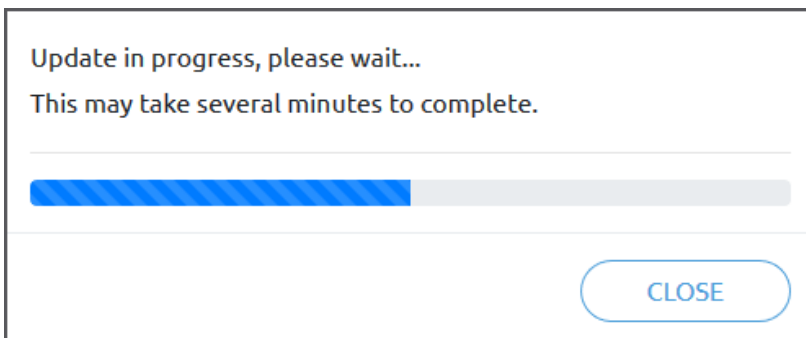 Update in progress, please wait...
This may take several minutes to complete.
CLOSE